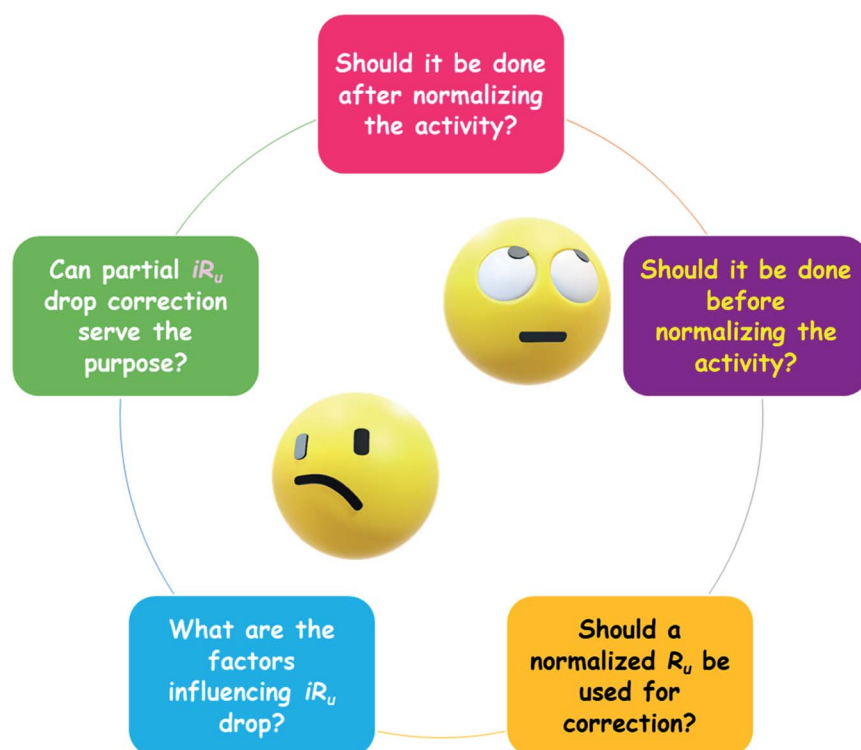 Should it be done
after normalizing
the activity?
Can partial iRu
drop correction
serve the
purpose?
Should it be done
before
normalizing the
activity?
What are the
factors
influencing iRu
drop?
Should a
normalized Ru be
used for
correction?